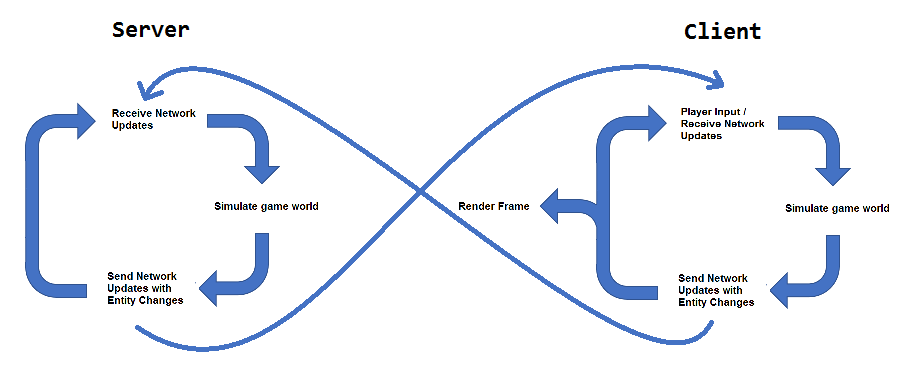 Server
Client
Receive Network
Updates
Player Input /
Receive Network
Updates
Simulate game world
Render Frame
Simulate game world
Send Network
Updates with
Entity Changes
Send Network
Updates with
Entity Changes